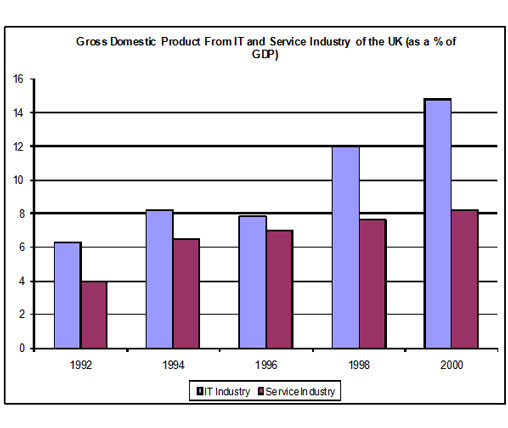 Gross Domestic Product From IT and Service Industry of the UK (as a % of
GDP)
16
14
12
10
8
6
4
2
0
1992 1994 1996 1998 2000
IT Industry Service Industry